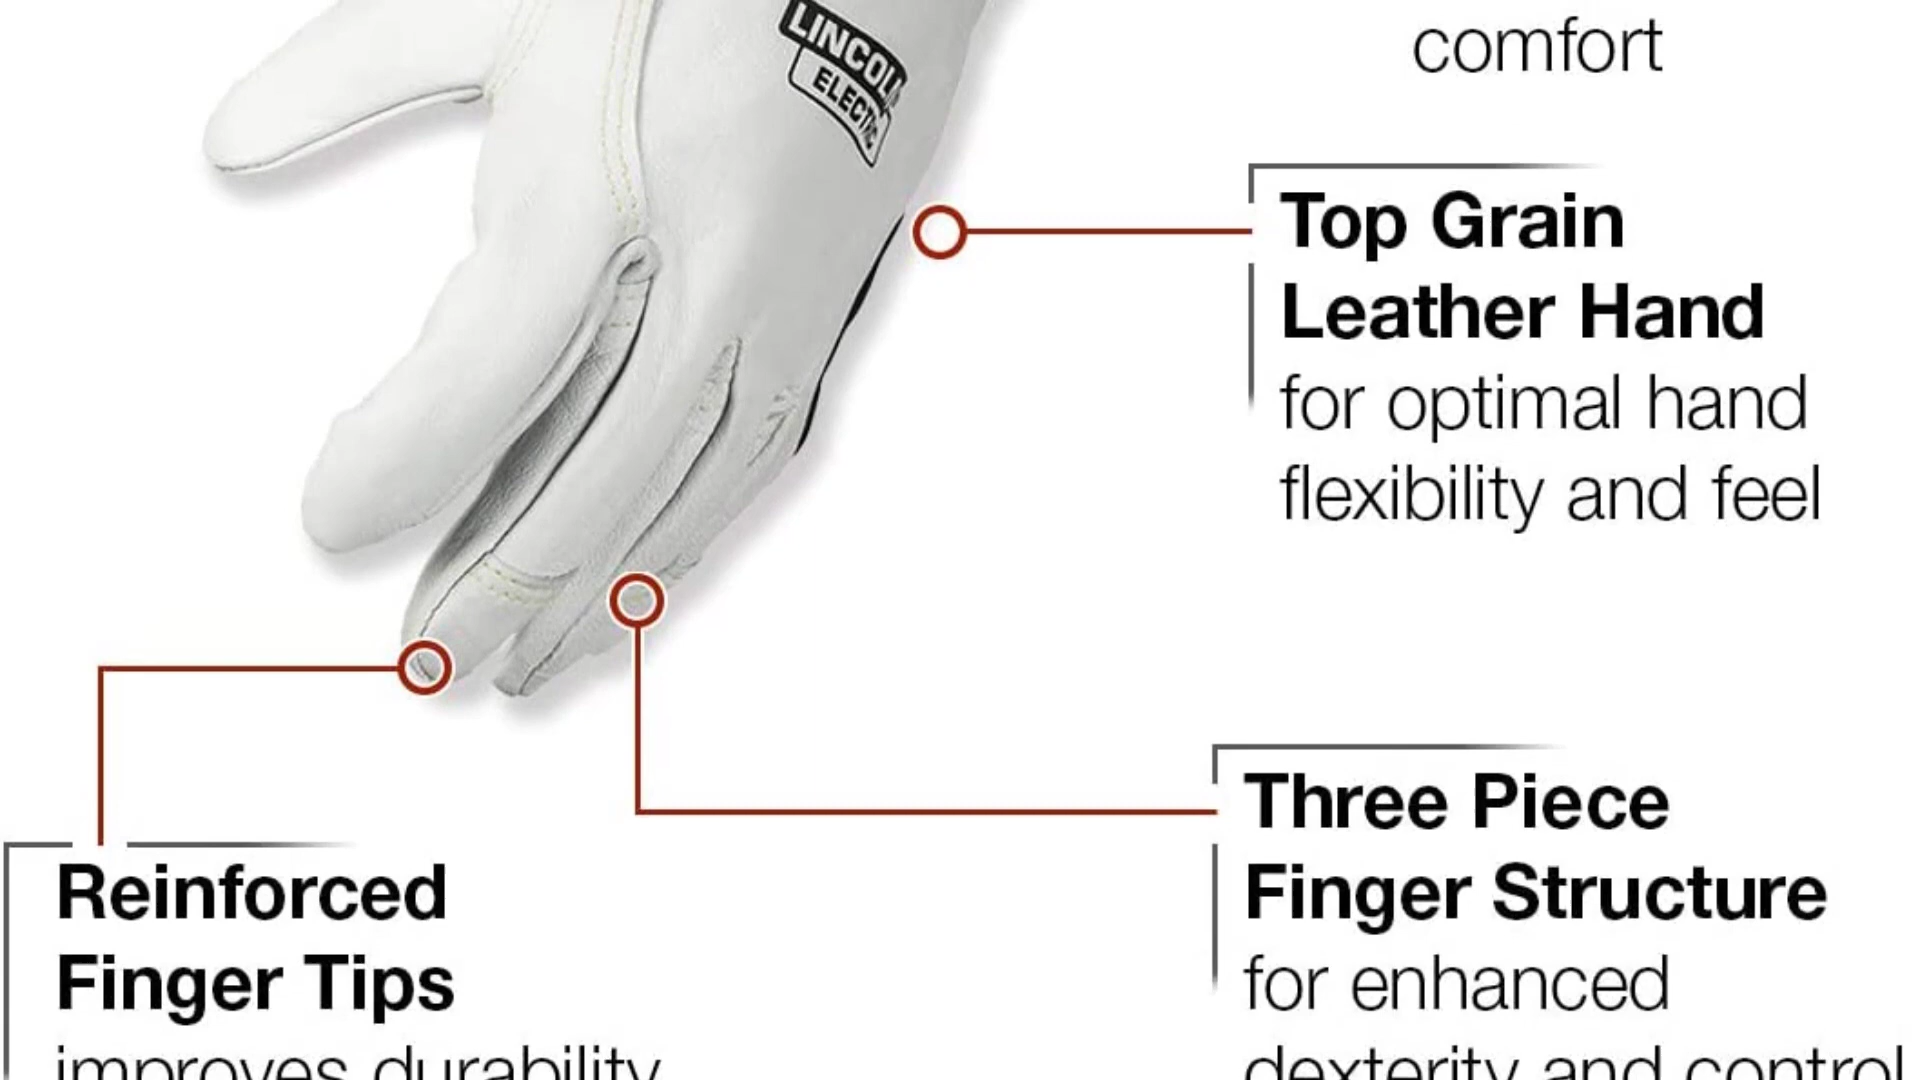 LINCOLN
ELECTRIC
comfort
Top Grain
Leather Hand
for optimal hand
flexibility and feel
Three Piece
Finger Structure
for enhanced
dexterity and control
Reinforced
Finger Tips
improves durability